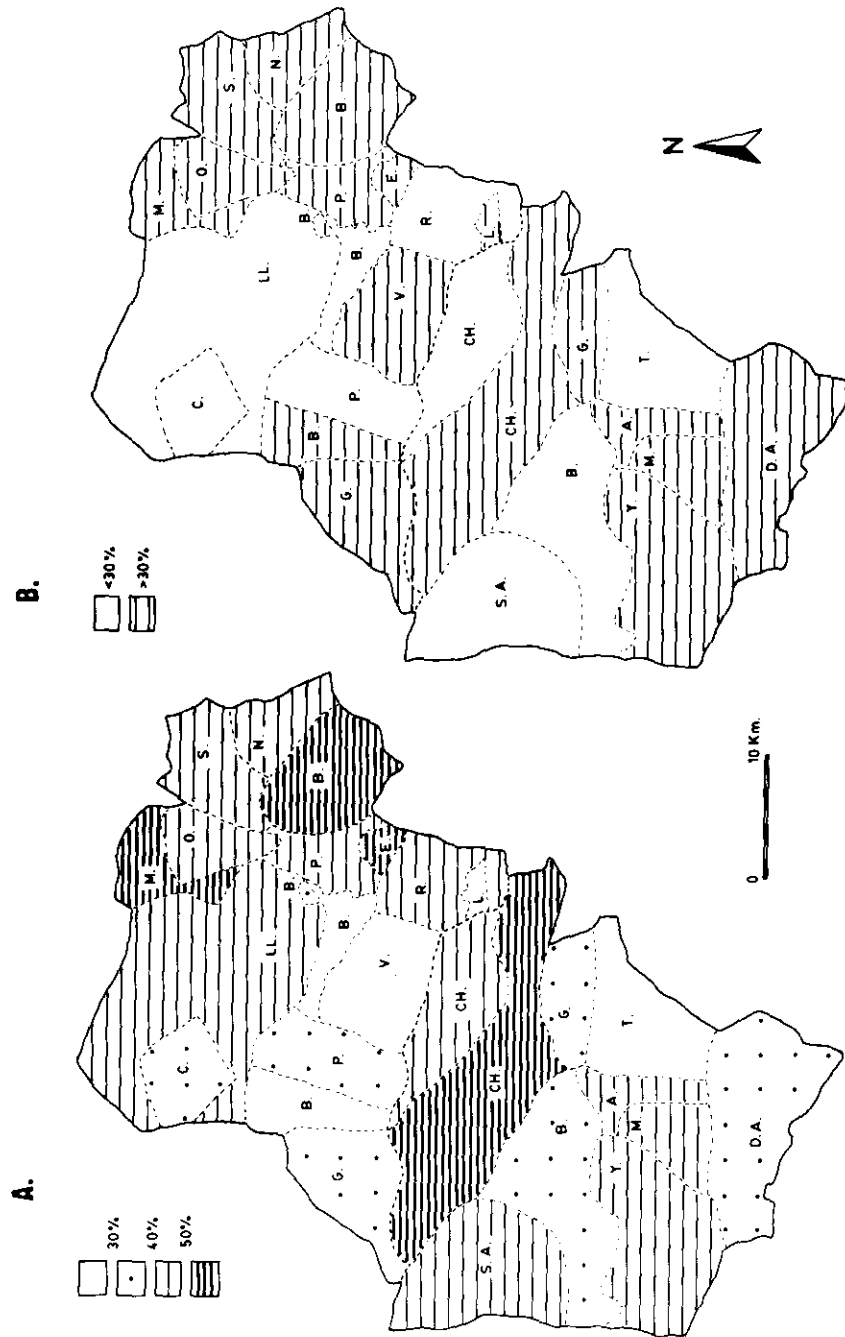 A.
30%
40%
50%
M.
O.
S.
N.
B.
C.
LL.
B.
P.
E.
B.
V.
R.
L.
P.
B.
G.
CH.
CH.
S.A.
B.
G.
Y.
A.
M.
T.
D.A.
0
10 Km.
B.
<30%
>30%
M.
O.
S.
N.
B.
C.
LL.
B.
P.
E.
B.
V.
R.
L.
P.
B.
G.
CH.
CH.
S.A.
B.
G.
Y.
A.
M.
T.
D.A.
N